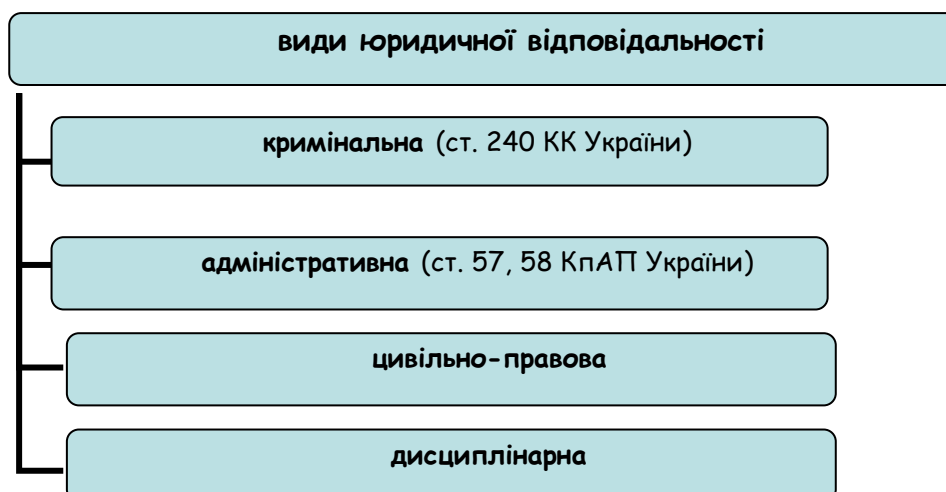 види юридичної відповідальності
кримінальна (ст. 240 КК України)
адміністративна (ст. 57, 58 КпАП України)
цивільно-правова
дисциплінарна